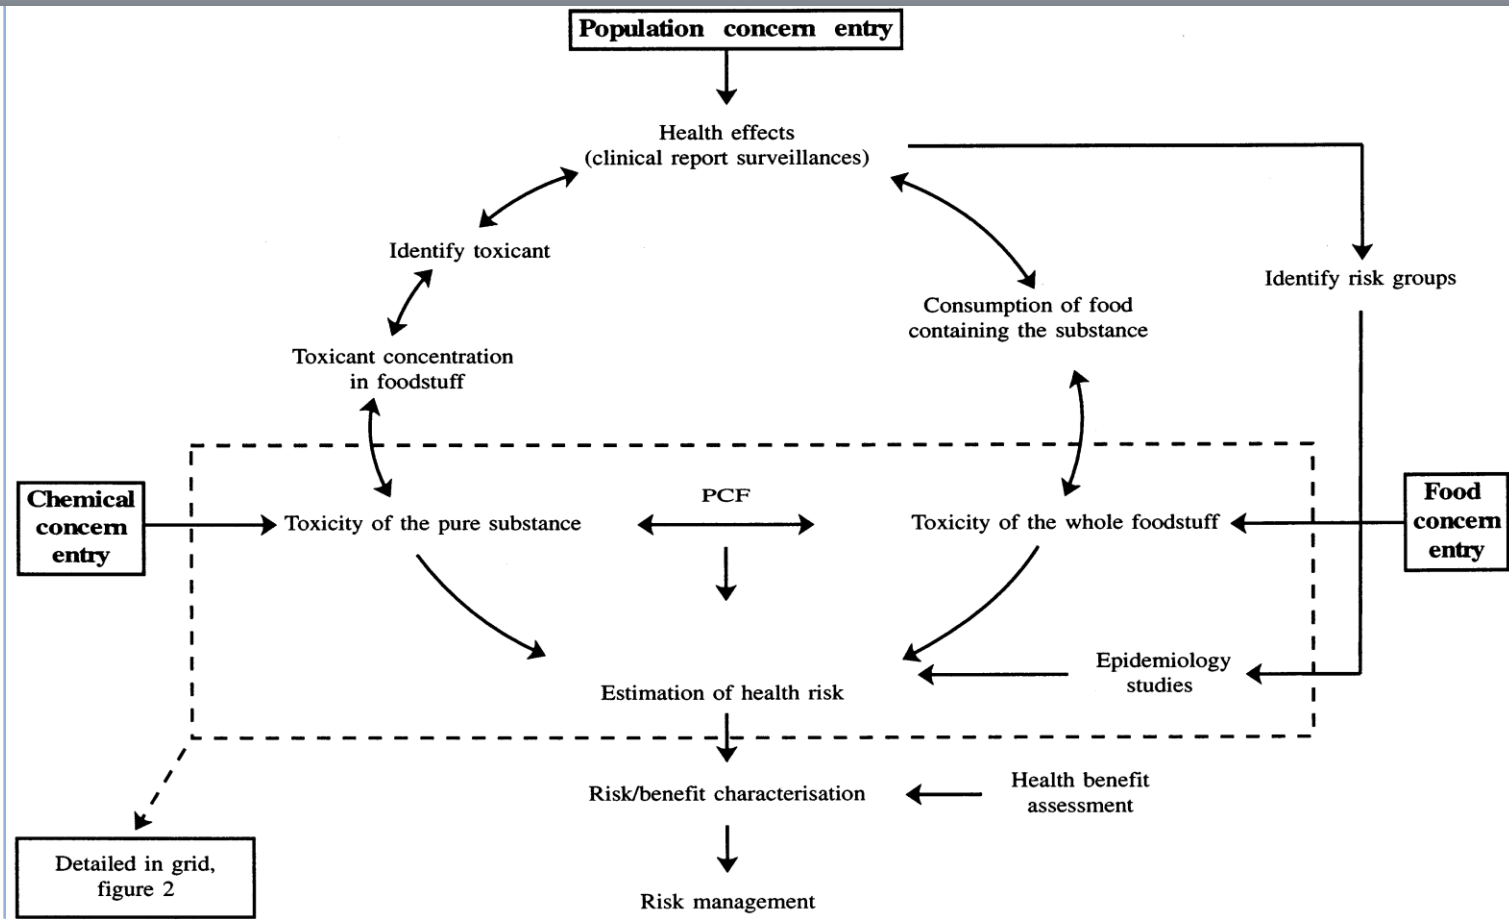 Population concern entry
Health effects
(clinical report surveillances)
Identify toxicant
Identify risk groups
Consumption of food
containing the substance
Toxicant concentration
in foodstuff
Chemical
concern
entry
Toxicity of the pure substance
PCF
Toxicity of the whole foodstuff
Food
concern
entry
Epidemiology
studies
Estimation of health risk
Risk/benefit characterisation
Health benefit
assessment
Detailed in grid,
figure 2
Risk management